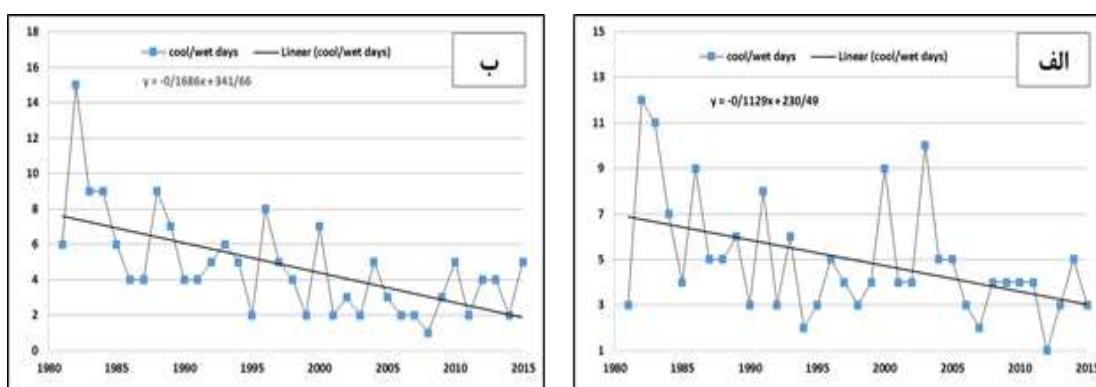 الف
cool/wet days Linear (cool/wet days)
y = -0/1129x + 230/49
15
13
11
9
7
5
3
1
1980 1985 1990 1995 2000 2005 2010 2015
ب
cool/wet days Linear (cool/wet days)
y = -0/1686x + 341/66
18
16
14
12
10
8
6
4
2
0
1980 1985 1990 1995 2000 2005 2010 2015